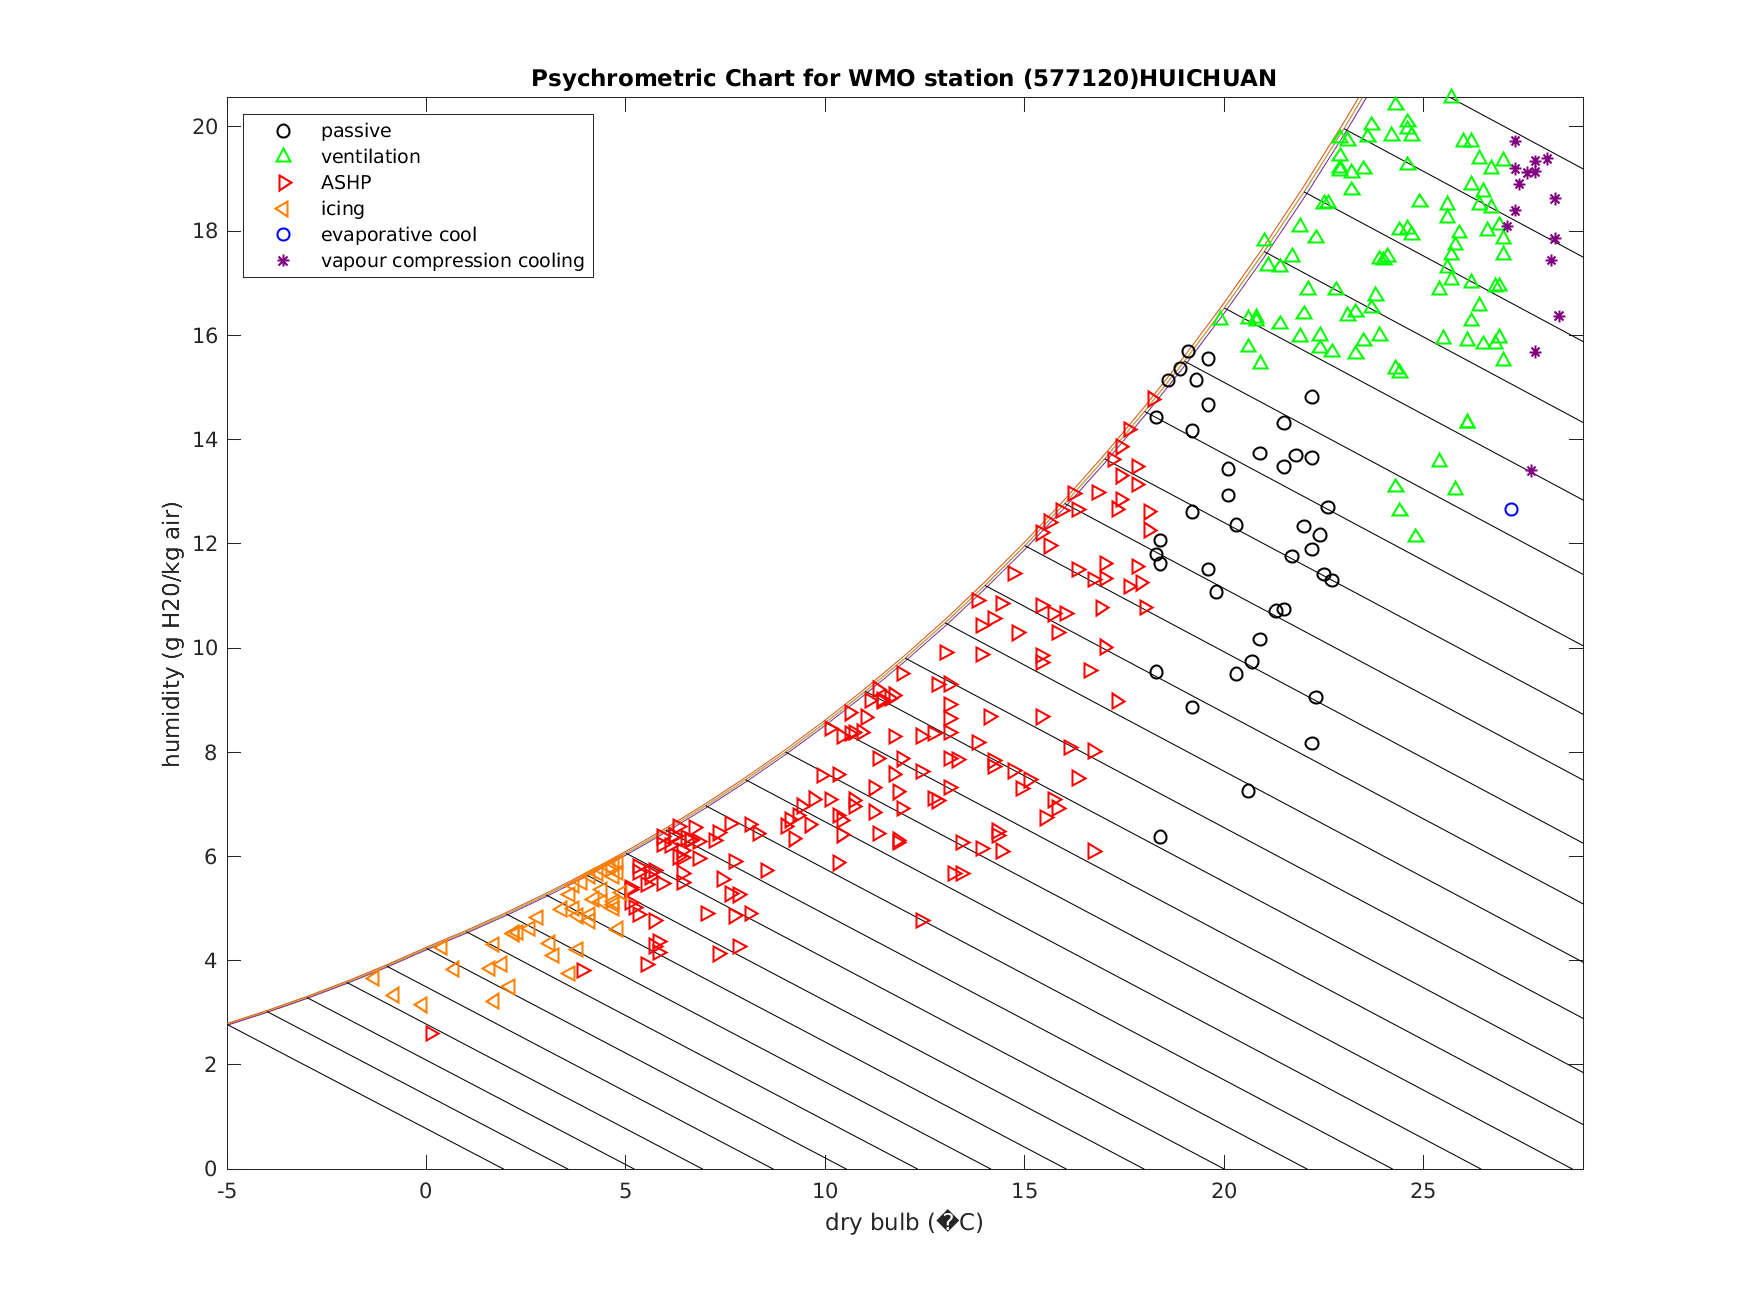 Psychrometric Chart for WMO station (577120)HUICHUAN
passive
ventilation
ASHP
icing
evaporative cool
vapour compression cooling
humidity (g H20/kg air)
20
18
16
14
12
10
8
6
4
2
0
-5 0 5 10 15 20 25
dry bulb (�C)